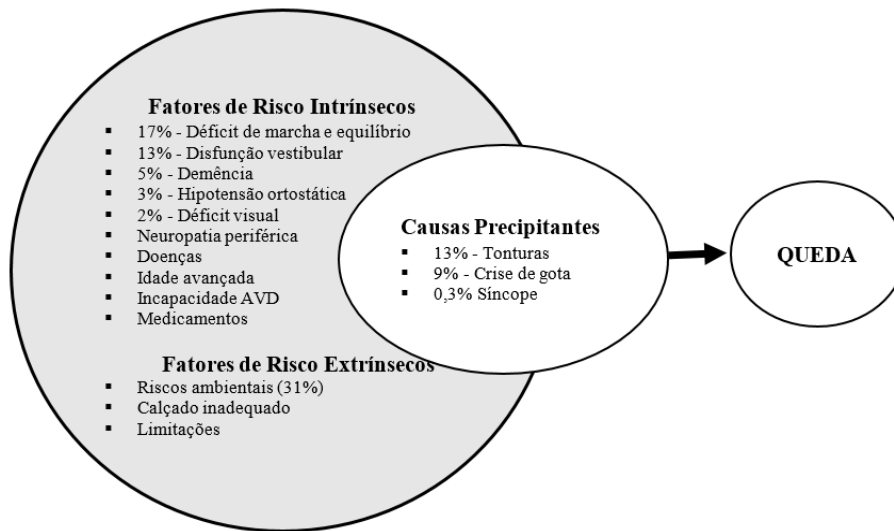 Fatores de Risco Intrínsecos
▪ 17% - Déficit de marcha e equilíbrio
▪ 13% - Disfunção vestibular
▪ 5% - Demência
▪ 3% - Hipotensão ortostática
▪ 2% - Déficit visual
▪ Neuropatia periférica
▪ Doenças
▪ Idade avançada
▪ Incapacidade AVD
▪ Medicamentos
Fatores de Risco Extrínsecos
▪ Riscos ambientais (31%)
▪ Calçado inadequado
▪ Limitações
Causas Precipitantes
▪ 13% - Tonturas
▪ 9% - Crise de gota
▪ 0,3% Síncope
QUEDA